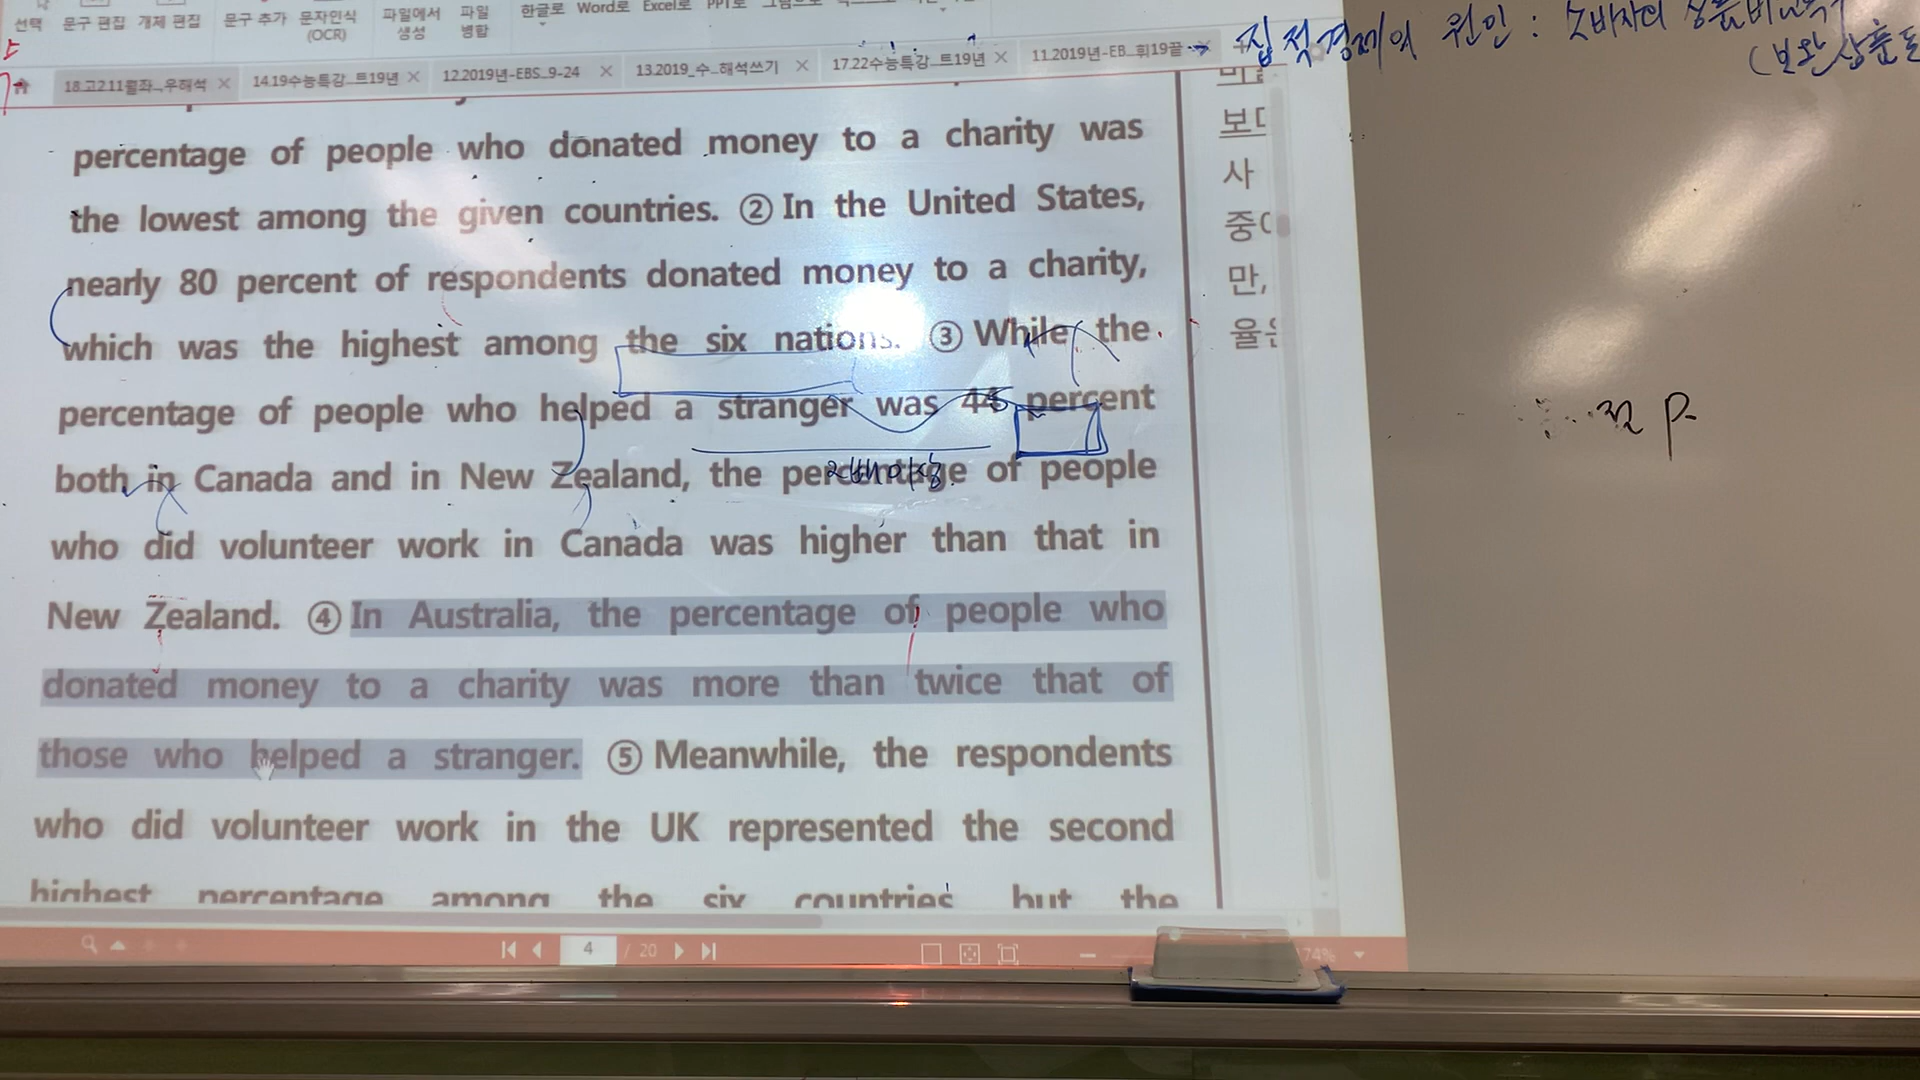 선택 문구 편집 개체 편집 문구 추가 문자인식 (OCR) 파일에서 생성 파일 병합 한글로 Word로 Excel로 PPT로
집적경제의 원인 :
18.고2.11월좌_.우해석 × 14.19수능특강_트19년 × 12.2019년-EBS_9-24 × 13.2019_수_해석쓰기 × 17.22수능특강_트19년 × 11.2019년-EB_회19끝
percentage of people who donated money to a charity was
the lowest among the given countries. ② In the United States,
nearly 80 percent of respondents donated money to a charity,
which was the highest among the six nations. ③ While the
percentage of people who helped a stranger was 46 percent
both in Canada and in New Zealand, the percentage of people
who did volunteer work in Canada was higher than that in
New Zealand. ④ In Australia, the percentage of people who
donated money to a charity was more than twice that of
those who helped a stranger. ⑤ Meanwhile, the respondents
who did volunteer work in the UK represented the second
highest percentage among the six countries but the
사
만,
4 / 20
74%